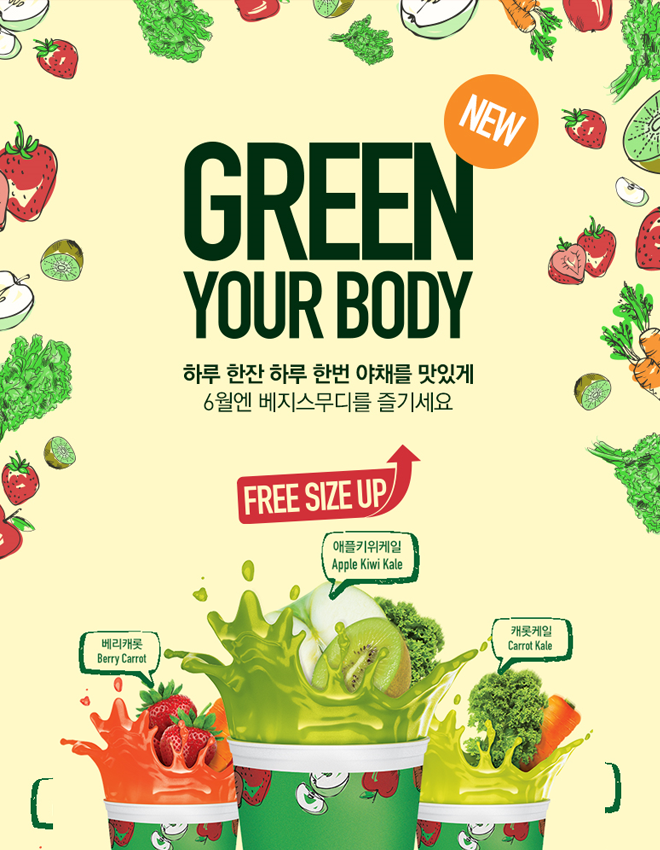 NEW
GREEN
YOUR BODY
하루 한잔 하루 한번 야채를 맛있게
6월엔 베지스무디를 즐기세요
FREE SIZE UP
애플키위케일
Apple Kiwi Kale
베리캐롯
Berry Carrot
캐롯케일
Carrot Kale